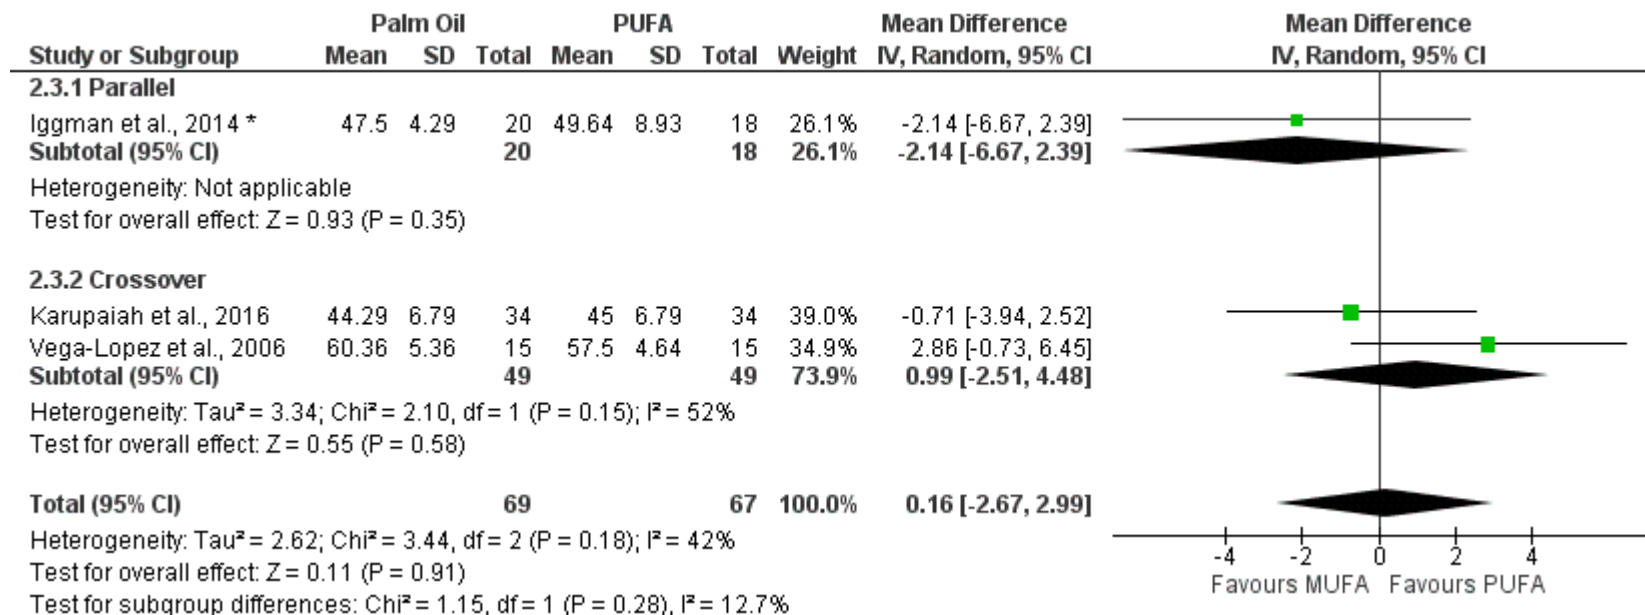 Palm Oil PUFA Mean Difference Mean Difference
Study or Subgroup Mean SD Total Mean SD Total Weight IV, Random, 95% CI IV, Random, 95% CI
2.3.1 Parallel
Iggman et al., 2014 * 47.5 4.29 20 49.64 8.93 18 26.1% -2.14 [-6.67, 2.39]
Subtotal (95% CI) 20 18 26.1% -2.14 [-6.67, 2.39]
Heterogeneity: Not applicable
Test for overall effect: Z = 0.93 (P = 0.35)
2.3.2 Crossover
Karupaiah et al., 2016 44.29 6.79 34 45 6.79 34 39.0% -0.71 [-3.94, 2.52]
Vega-Lopez et al., 2006 60.36 5.36 15 57.5 4.64 15 34.9% 2.86 [-0.73, 6.45]
Subtotal (95% CI) 49 49 73.9% 0.99 [-2.51, 4.48]
Heterogeneity: Tau² = 3.34; Chi² = 2.10, df = 1 (P = 0.15); I² = 52%
Test for overall effect: Z = 0.55 (P = 0.58)
Total (95% CI) 69 67 100.0% 0.16 [-2.67, 2.99]
Heterogeneity: Tau² = 2.62; Chi² = 3.44, df = 2 (P = 0.18); I² = 42%
Test for overall effect: Z = 0.11 (P = 0.91)
Test for subgroup differences: Chi² = 1.15, df = 1 (P = 0.28), I² = 12.7%
-4 -2 0 2 4
Favours MUFA Favours PUFA